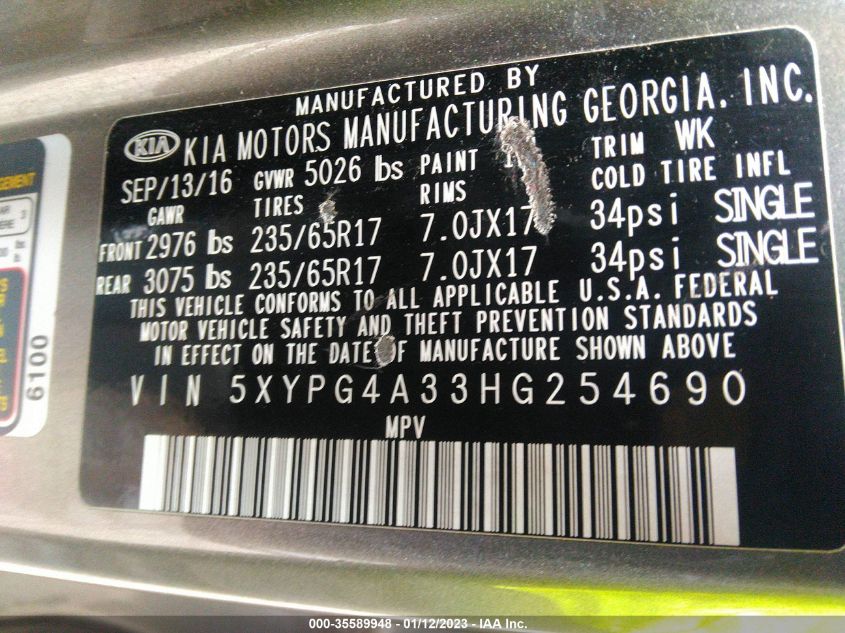 MANUFACTURED BY
KIA KIA MOTORS MANUFACTURING GEORGIA. INC.
SEP/13/16 GVWR 5026 lbs PAINT TRIM WK
GAWR TIRES RIMS COLD TIRE INFL
FRONT 2976 lbs 235/65R17 7.0JX17 34psi SINGLE
REAR 3075 lbs 235/65R17 7.0JX17 34psi SINGLE
THIS VEHICLE CONFORMS TO ALL APPLICABLE U.S.A. FEDERAL
MOTOR VEHICLE SAFETY AND THEFT PREVENTION STANDARDS
IN EFFECT ON THE DATE OF MANUFACTURE SHOWN ABOVE
VIN 5XYPG4A33HG254690
MPV
6100
000-35589948 - 01/12/2023 - IAA Inc.